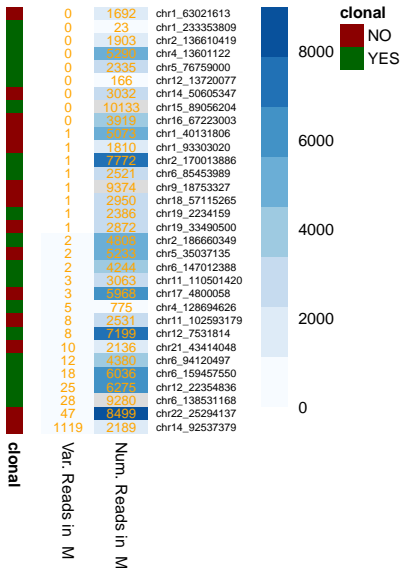 clonal
NO
YES
8000
6000
4000
2000
0
0 1692 chr1_63021613
0 23 chr1_233353809
0 1903 chr2_136610419
0 chr4_13601122
0 2335 chr5_76759000
0 166 chr12_13720077
0 3032 chr14_50605347
0 10133 chr15_89056204
0 3919 chr16_67223003
1 5073 chr1_40131806
1 1810 chr1_93303020
1 7772 chr2_170013886
1 2521 chr6_85453989
1 9374 chr9_18753327
1 2950 chr18_57115265
1 2386 chr19_2234159
1 2872 chr19_33490500
2 4808 chr2_186660349
2 5233 chr5_35037135
2 4244 chr6_147012388
3 3063 chr11_110501420
3 5968 chr17_4800058
5 775 chr4_128694626
8 2531 chr11_102593179
8 7199 chr12_7531814
10 2136 chr21_43414048
12 4380 chr6_94120497
18 6036 chr6_159457550
25 6275 chr12_22354836
28 9280 chr6_138531168
47 8499 chr22_25294137
1119 2189 chr14_92537379
clonal
Var. Reads in M
Num. Reads in M